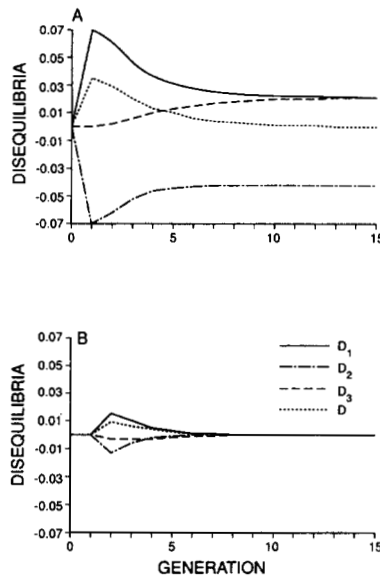 A
DISEQUILIBRIA
0.07
0.05
0.03
0.01
-0.01
-0.03
-0.05
-0.07
0 5 10 15
B
DISEQUILIBRIA
0.07
0.05
0.03
0.01
-0.01
-0.03
-0.05
-0.07
0 5 10 15
D1
D2
D3
D
GENERATION